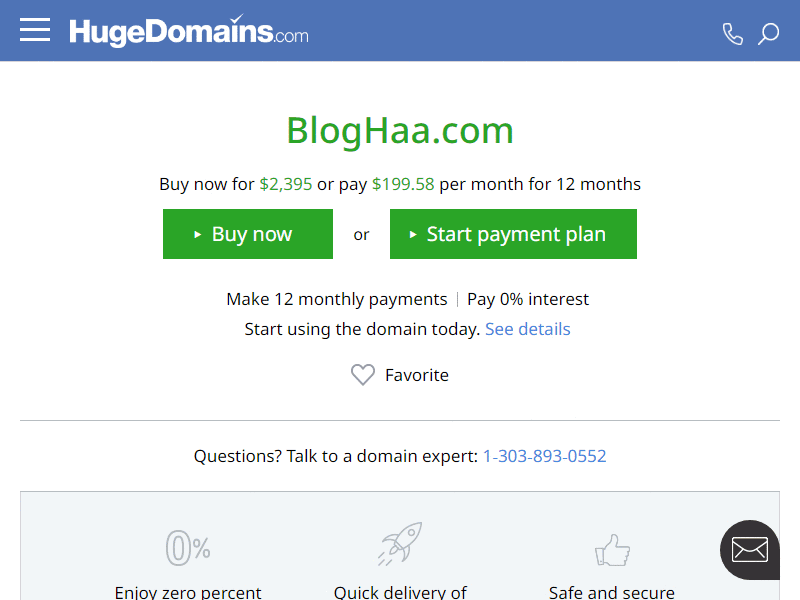 HugeDomains.com
BlogHaa.com
Buy now for $2,395 or pay $199.58 per month for 12 months
Buy now or Start payment plan
Make 12 monthly payments | Pay 0% interest
Start using the domain today. See details
Favorite
Questions? Talk to a domain expert: 1-303-893-0552
0%
Enjoy zero percent Quick delivery of Safe and secure